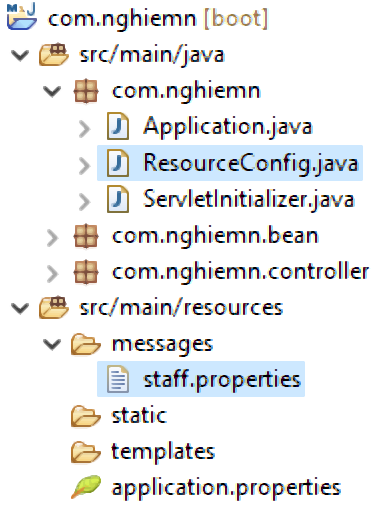 com.nghiemn [boot]
src/main/java
com.nghiemn
Application.java
ResourceConfig.java
ServletInitializer.java
com.nghiemn.bean
com.nghiemn.controller
src/main/resources
messages
staff.properties
static
templates
application.properties